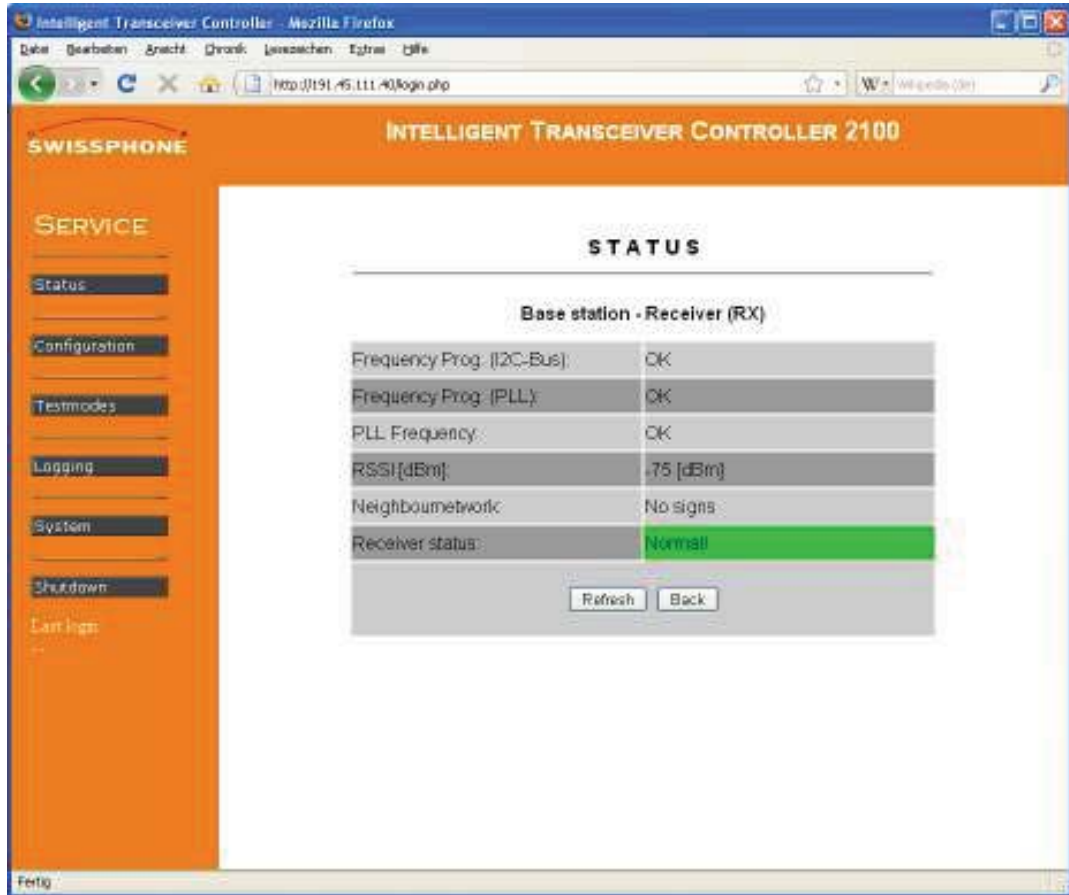 Intelligent Transceiver Controller - Mozilla Firefox
Datei Bearbeiten Ansicht Chronik Lesezeichen Extras Hilfe
http://191.45.111.40/login.php
W Wikipedia (de)
SWISSPHONE
INTELLIGENT TRANSCEIVER CONTROLLER 2100
SERVICE
Status
Configuration
Testmodes
Logging
System
Shutdown
Last login
--
STATUS
Base station - Receiver (RX)
Frequency Prog. (I2C-Bus): OK
Frequency Prog. (PLL): OK
PLL Frequency: OK
RSSI [dBm]: -75 [dBm]
Neighbournetwork: No signs
Receiver status: Normal!
Refresh Back
Fertig